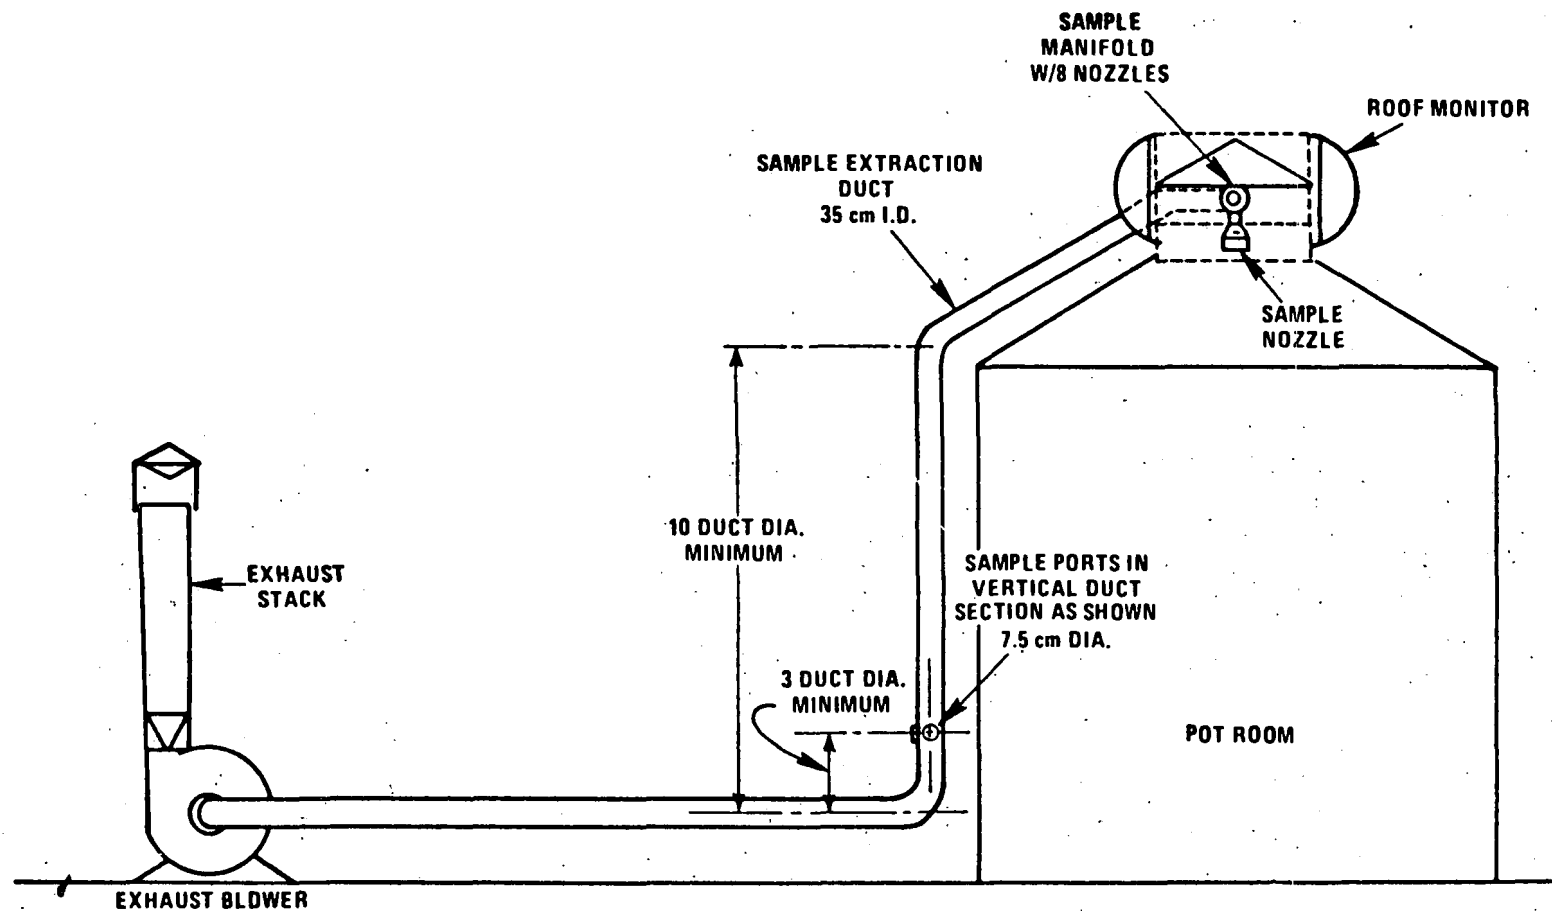 SAMPLE
MANIFOLD
W/8 NOZZLES
ROOF MONITOR
SAMPLE EXTRACTION
DUCT
35 cm I.D.
SAMPLE
NOZZLE
10 DUCT DIA.
MINIMUM
EXHAUST
STACK
SAMPLE PORTS IN
VERTICAL DUCT
SECTION AS SHOWN
7.5 cm DIA.
3 DUCT DIA.
MINIMUM
POT ROOM
EXHAUST BLOWER